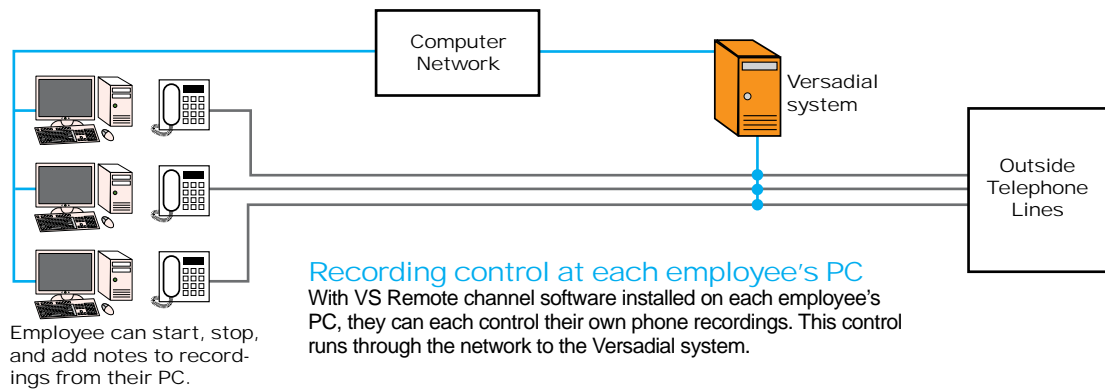 Computer
Network
Versadial
system
Outside
Telephone
Lines
Recording control at each employee's PC
With VS Remote channel software installed on each employee's
PC, they can each control their own phone recordings. This control
runs through the network to the Versadial system.
Employee can start, stop,
and add notes to record-
ings from their PC.